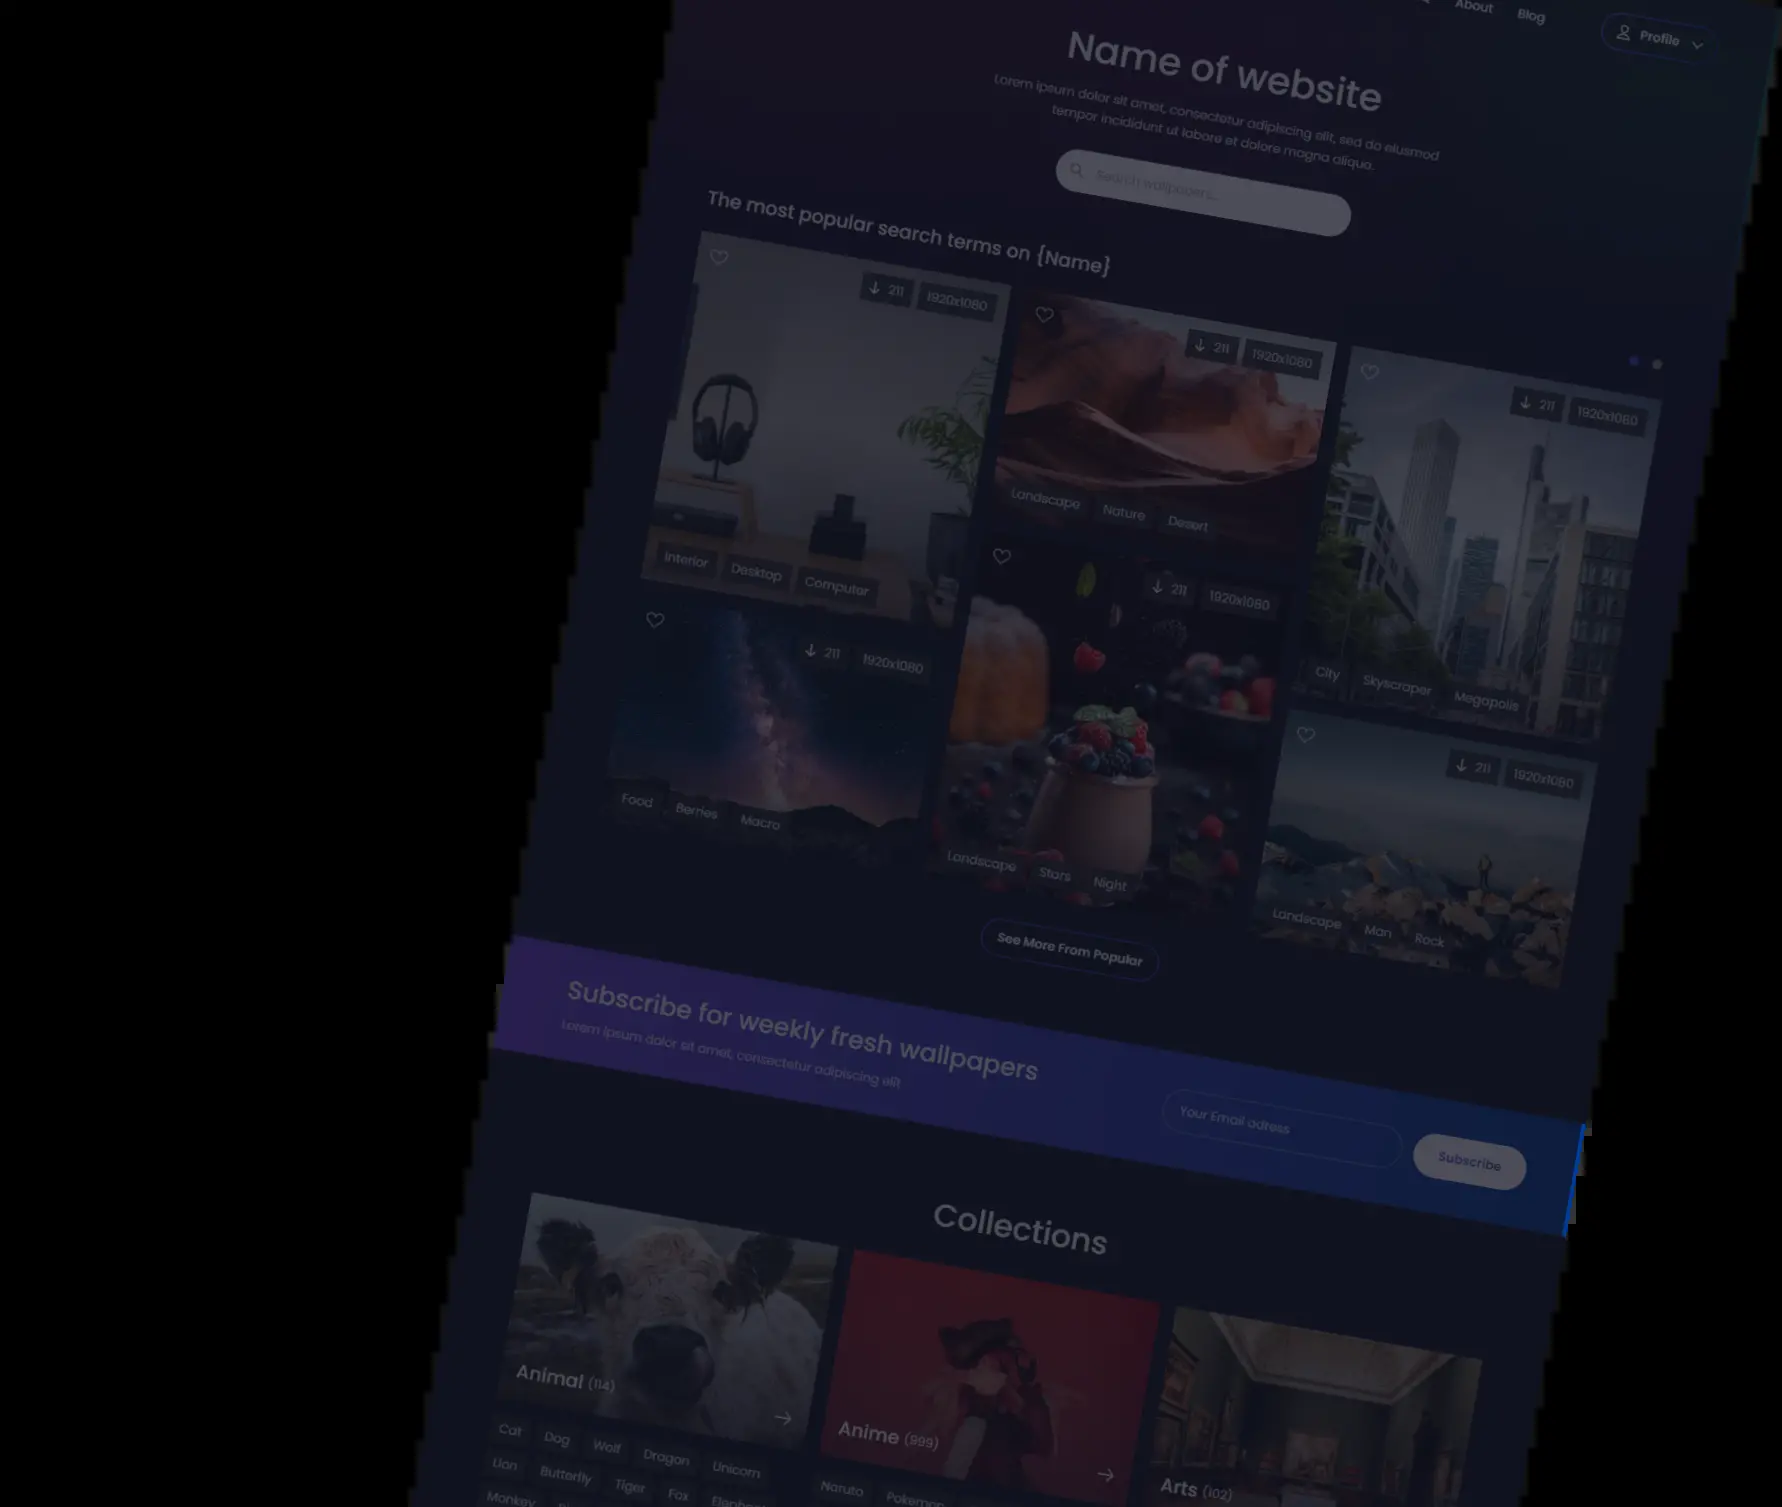 About
Blog
Profile
Name of website
Lorem ipsum dolor sit amet, consectetur adipiscing elit, sed do eiusmod
tempor incididunt ut labore et dolore magna aliqua.
Search wallpapers...
The most popular search terms on {Name}
211 1920x1080
Interior Desktop Computer
211 1920x1080
Landscape Nature Desert
211 1920x1080
City Skyscraper Megapolis
211 1920x1080
Food Berries Macro
211 1920x1080
Landscape Stars Night
211 1920x1080
Landscape Man Rock
See More From Popular
Subscribe for weekly fresh wallpapers
Lorem ipsum dolor sit amet, consectetur adipiscing elit
Your Email adress
Subscribe
Collections
Animal (114)
Cat Dog Wolf Dragon Unicorn
Lion Butterfly Tiger Fox
Monkey
Anime (999)
Naruto Pokemon
Arts (102)